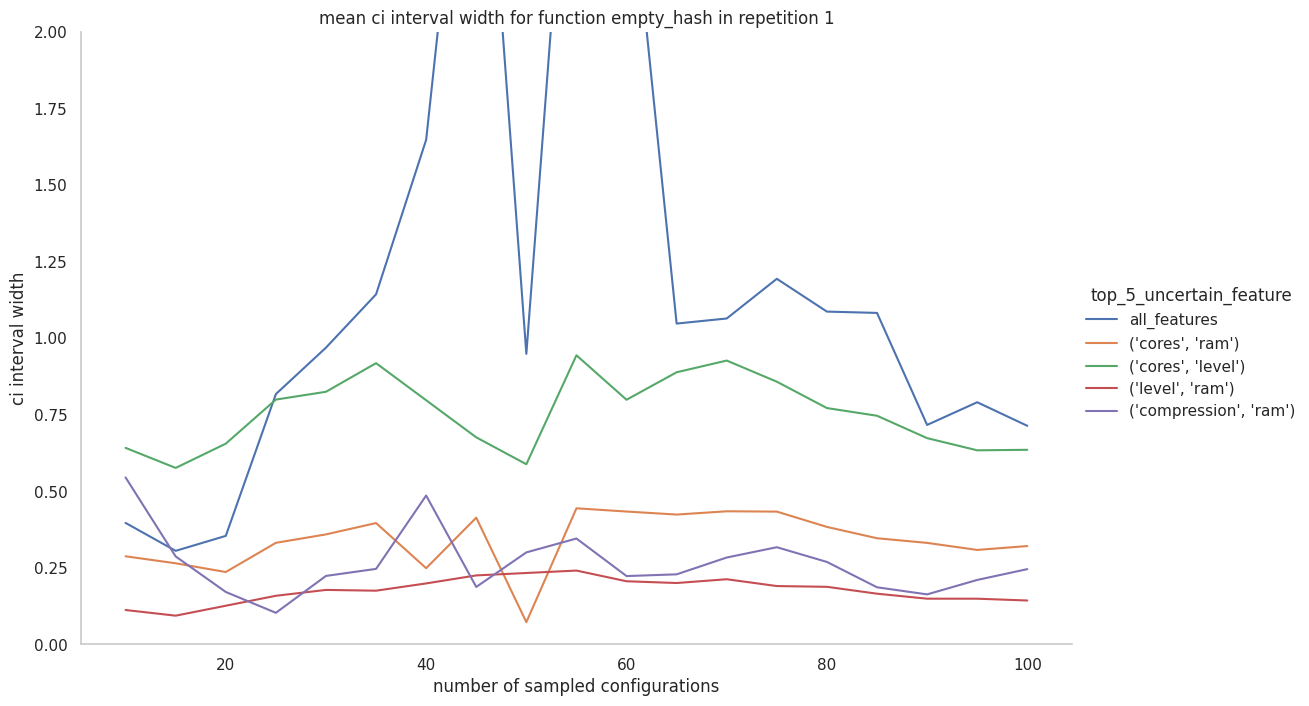 mean ci interval width for function empty_hash in repetition 1
2.00
1.75
1.50
1.25
1.00
0.75
0.50
0.25
0.00
ci interval width
20
40
60
80
100
number of sampled configurations
top_5_uncertain_feature
all_features
('cores', 'ram')
('cores', 'level')
('level', 'ram')
('compression', 'ram')